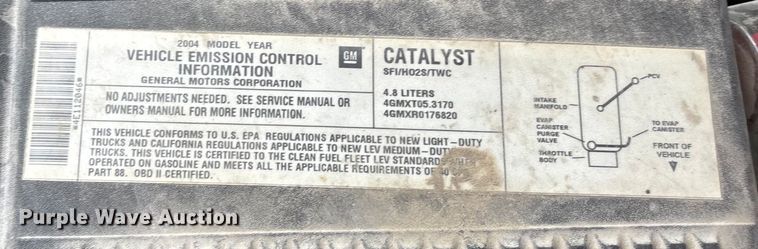 2004 MODEL YEAR
VEHICLE EMISSION CONTROL
INFORMATION
GENERAL MOTORS CORPORATION
GM
NO ADJUSTMENTS NEEDED. SEE SERVICE MANUAL OR
OWNERS MANUAL FOR MORE INFORMATION.
CATALYST
SFI/HO2S/TWC
4.8 LITERS
4GMXT05.3170
4GMXR0176820
THIS VEHICLE CONFORMS TO U.S. EPA REGULATIONS APPLICABLE TO NEW LIGHT-DUTY
TRUCKS AND CALIFORNIA REGULATIONS APPLICABLE TO NEW LEV MEDIUM-DUTY
TRUCKS. THIS VEHICLE IS CERTIFIED TO THE CLEAN FUEL FLEET LEV STANDARDS WHEN
OPERATED ON GASOLINE AND MEETS ALL THE APPLICABLE REQUIREMENTS OF 40 CFR
PART 88. OBD II CERTIFIED.
*4E112046*
PCV
INTAKE
MANIFOLD
EVAP
CANISTER
PURGE
VALVE
THROTTLE
BODY
TO EVAP
CANISTER
FRONT OF
VEHICLE
Purple Wave Auction